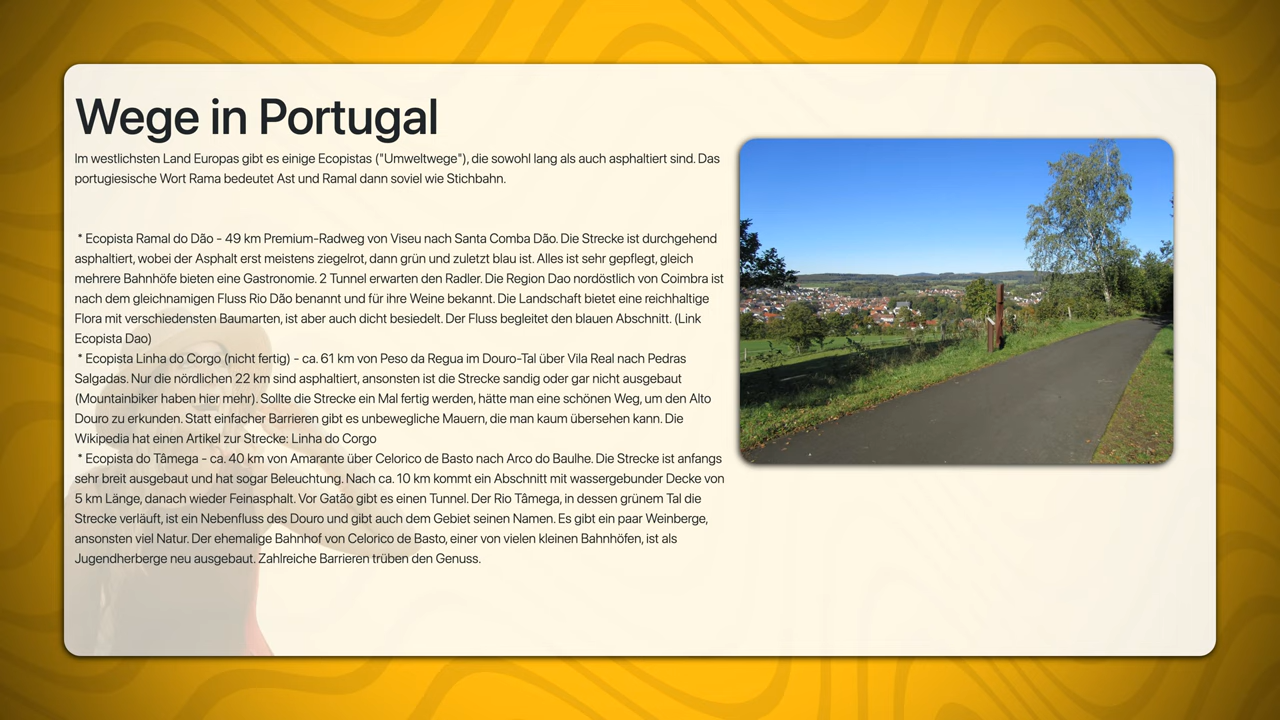 Wege in Portugal
Im westlichsten Land Europas gibt es einige Ecopistas ("Umweltwege"), die sowohl lang als auch asphaltiert sind. Das
portugiesische Wort Rama bedeutet Ast und Ramal dann soviel wie Stichbahn.
* Ecopista Ramal do Dão - 49 km Premium-Radweg von Viseu nach Santa Comba Dão. Die Strecke ist durchgehend
asphaltiert, wobei der Asphalt erst meistens ziegelrot, dann grün und zuletzt blau ist. Alles ist sehr gepflegt, gleich
mehrere Bahnhöfe bieten eine Gastronomie. 2 Tunnel erwarten den Radler. Die Region Dao nordöstlich von Coimbra ist
nach dem gleichnamigen Fluss Rio Dão benannt und für ihre Weine bekannt. Die Landschaft bietet eine reichhaltige
Flora mit verschiedensten Baumarten, ist aber auch dicht besiedelt. Der Fluss begleitet den blauen Abschnitt. (Link
Ecopista Dao)
* Ecopista Linha do Corgo (nicht fertig) - ca. 61 km von Peso da Regua im Douro-Tal über Vila Real nach Pedras
Salgadas. Nur die nördlichen 22 km sind asphaltiert, ansonsten ist die Strecke sandig oder gar nicht ausgebaut
(Mountainbiker haben hier mehr). Sollte die Strecke ein Mal fertig werden, hätte man eine schönen Weg, um den Alto
Douro zu erkunden. Statt einfacher Barrieren gibt es unbewegliche Mauern, die man kaum übersehen kann. Die
Wikipedia hat einen Artikel zur Strecke: Linha do Corgo
* Ecopista do Tâmega - ca. 40 km von Amarante über Celorico de Basto nach Arco do Baulhe. Die Strecke ist anfangs
sehr breit ausgebaut und hat sogar Beleuchtung. Nach ca. 10 km kommt ein Abschnitt mit wassergebunder Decke von
5 km Länge, danach wieder Feinasphalt. Vor Gatão gibt es einen Tunnel. Der Rio Tâmega, in dessen grünem Tal die
Strecke verläuft, ist ein Nebenfluss des Douro und gibt auch dem Gebiet seinen Namen. Es gibt ein paar Weinberge,
ansonsten viel Natur. Der ehemalige Bahnhof von Celorico de Basto, einer von vielen kleinen Bahnhöfen, ist als
Jugendherberge neu ausgebaut. Zahlreiche Barrieren trüben den Genuss.